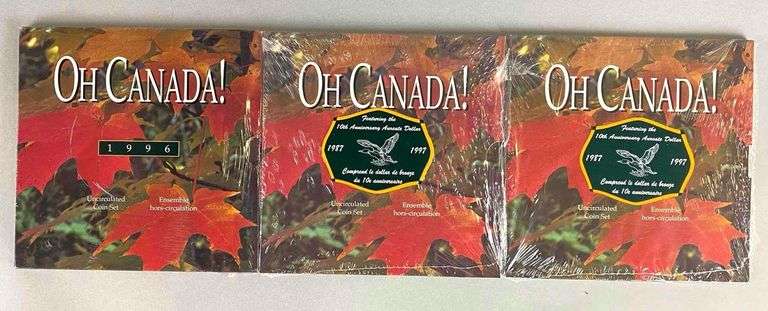 OH CANADA!
1996
Uncirculated
Coin Set
Ensemble
hors-circulation
OH CANADA!
Featuring the
10th Anniversary Aureate Dollar
1987 1997
Comprend le dollar de bronze
du 10e anniversaire
Uncirculated
Coin Set
Ensemble
hors-circulation
OH CANADA!
Featuring the
10th Anniversary Aureate Dollar
1987 1997
Comprend le dollar de bronze
du 10e anniversaire
Uncirculated
Coin Set
Ensemble
hors-circulation